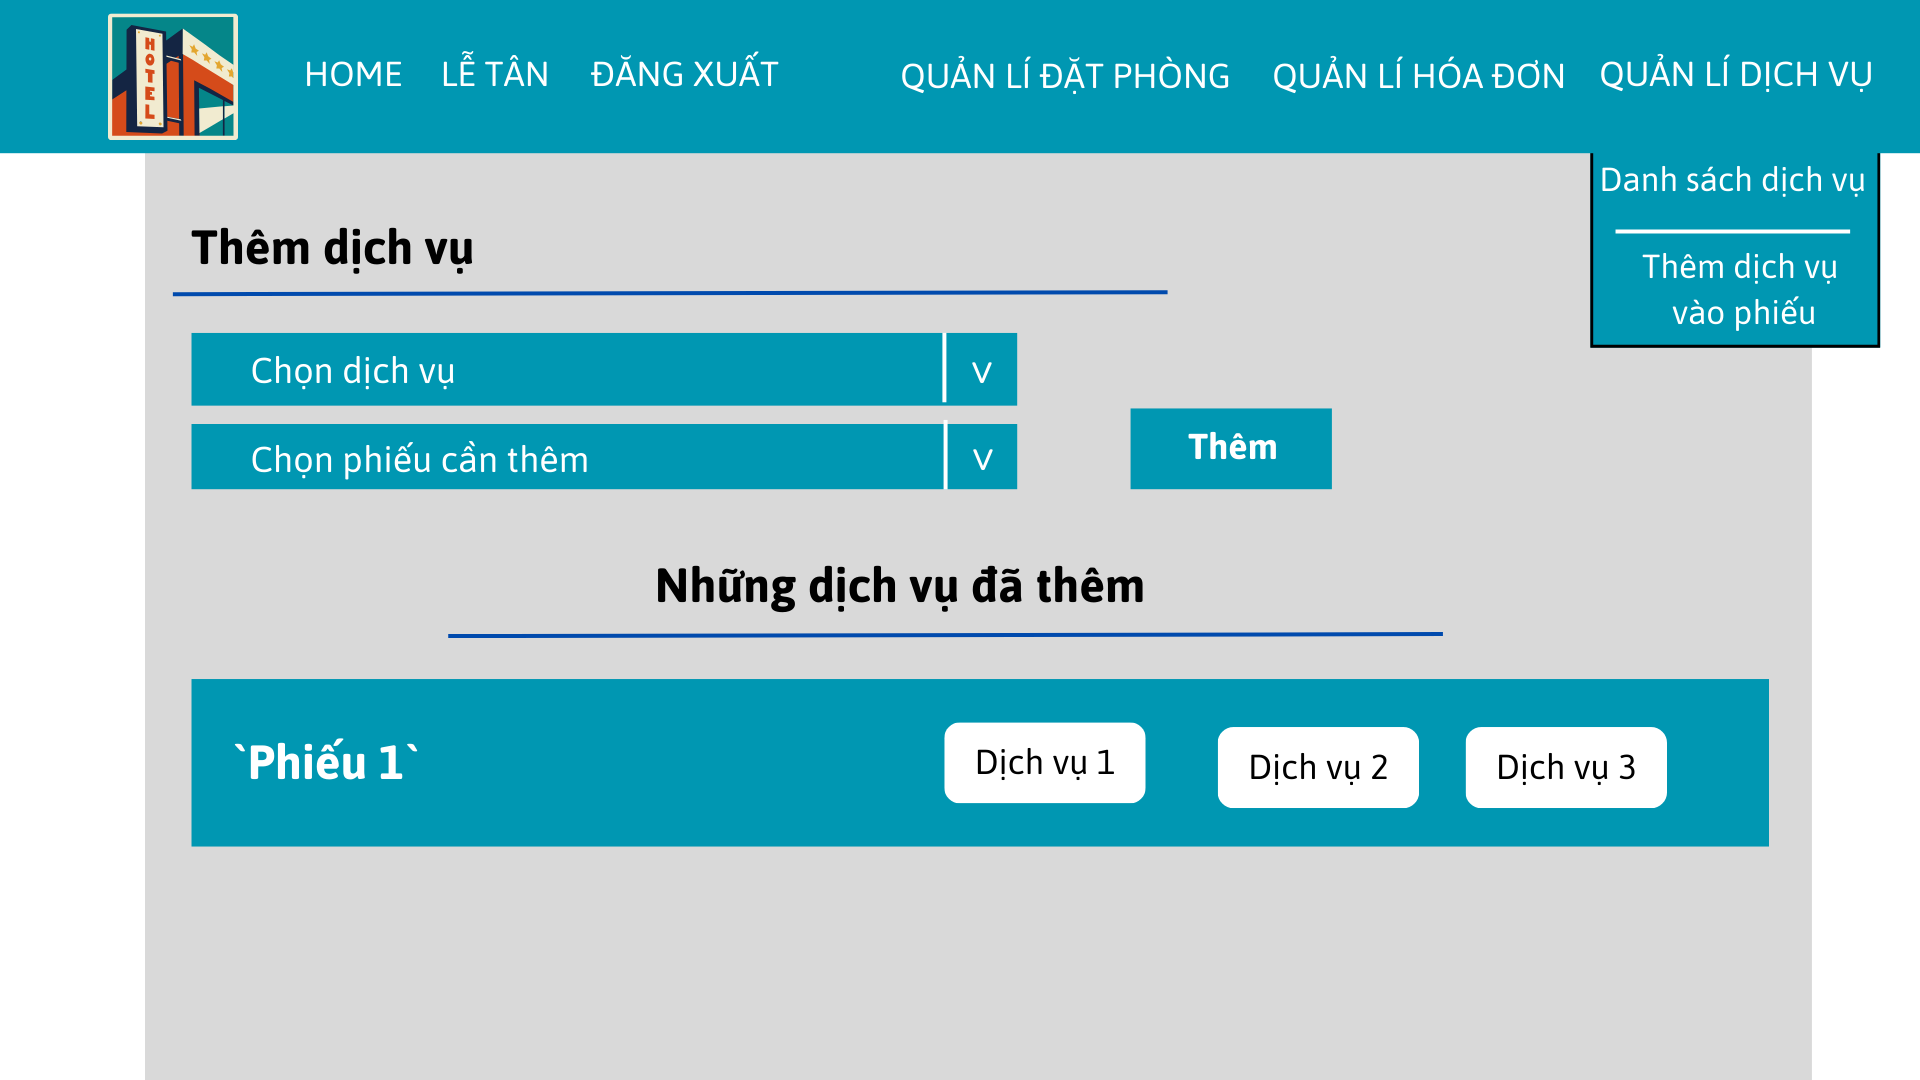 HOTEL
HOME
LỄ TÂN
ĐĂNG XUẤT
QUẢN LÍ ĐẶT PHÒNG
QUẢN LÍ HÓA ĐƠN
QUẢN LÍ DỊCH VỤ
Danh sách dịch vụ
Thêm dịch vụ
vào phiếu
Thêm dịch vụ
Chọn dịch vụ
V
Chọn phiếu cần thêm
V
Thêm
Những dịch vụ đã thêm
`Phiếu 1`
Dịch vụ 1
Dịch vụ 2
Dịch vụ 3